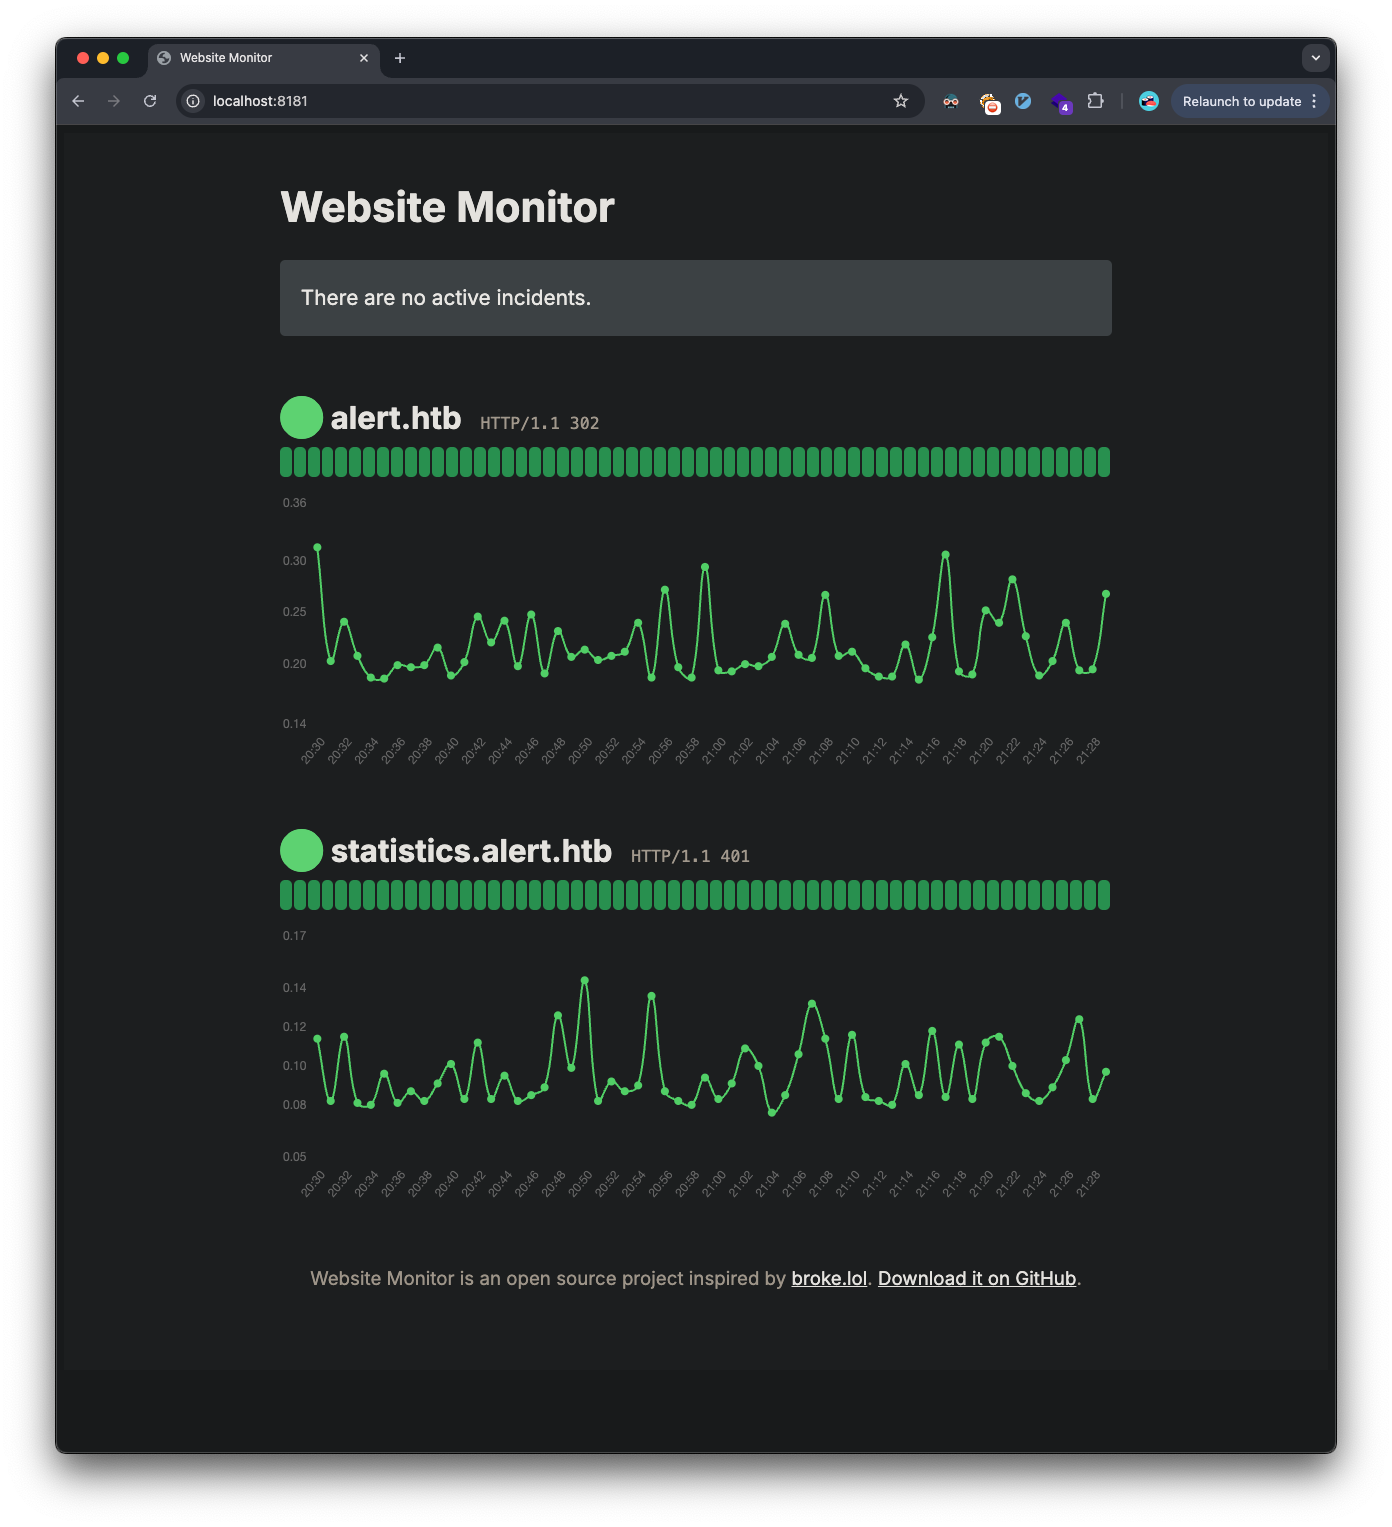 Website Monitor
localhost:8181
4
Relaunch to update
Website Monitor
There are no active incidents.
alert.htb HTTP/1.1 302
0.36
0.30
0.25
0.20
0.14
20:30 20:32 20:34 20:36 20:38 20:40 20:42 20:44 20:46 20:48 20:50 20:52 20:54 20:56 20:58 21:00 21:02 21:04 21:06 21:08 21:10 21:12 21:14 21:16 21:18 21:20 21:22 21:24 21:26 21:28
statistics.alert.htb HTTP/1.1 401
0.17
0.14
0.12
0.10
0.08
0.05
20:30 20:32 20:34 20:36 20:38 20:40 20:42 20:44 20:46 20:48 20:50 20:52 20:54 20:56 20:58 21:00 21:02 21:04 21:06 21:08 21:10 21:12 21:14 21:16 21:18 21:20 21:22 21:24 21:26 21:28
Website Monitor is an open source project inspired by broke.lol. Download it on GitHub.